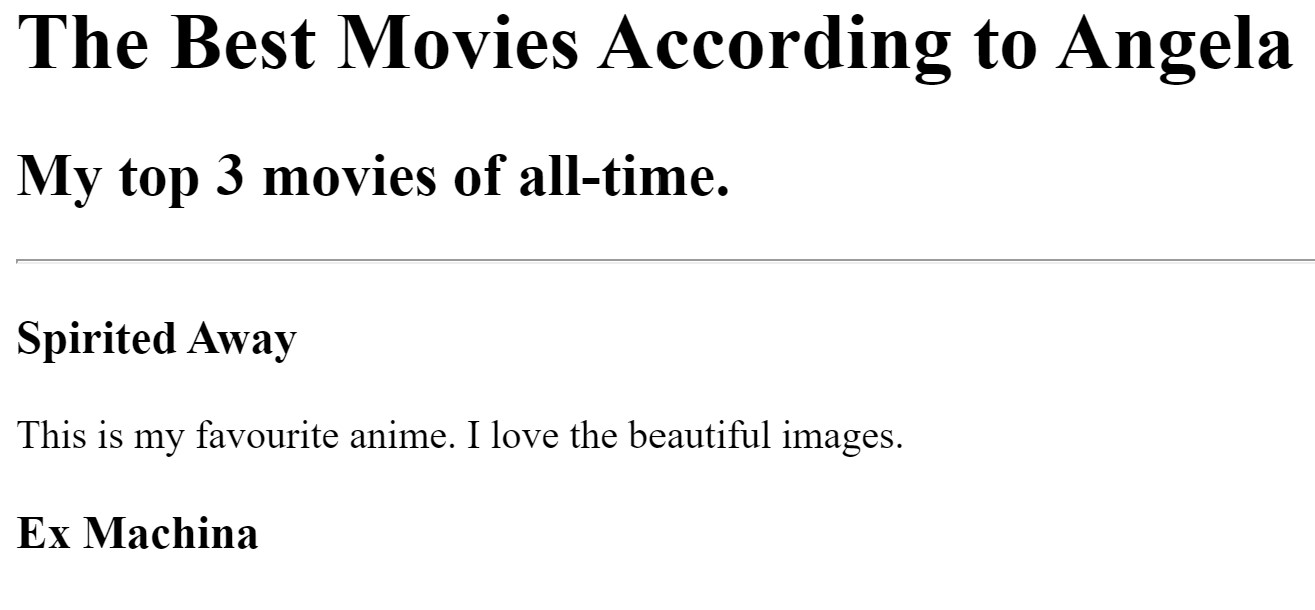 The Best Movies According to Angela
My top 3 movies of all-time.
Spirited Away
This is my favourite anime. I love the beautiful images.
Ex Machina